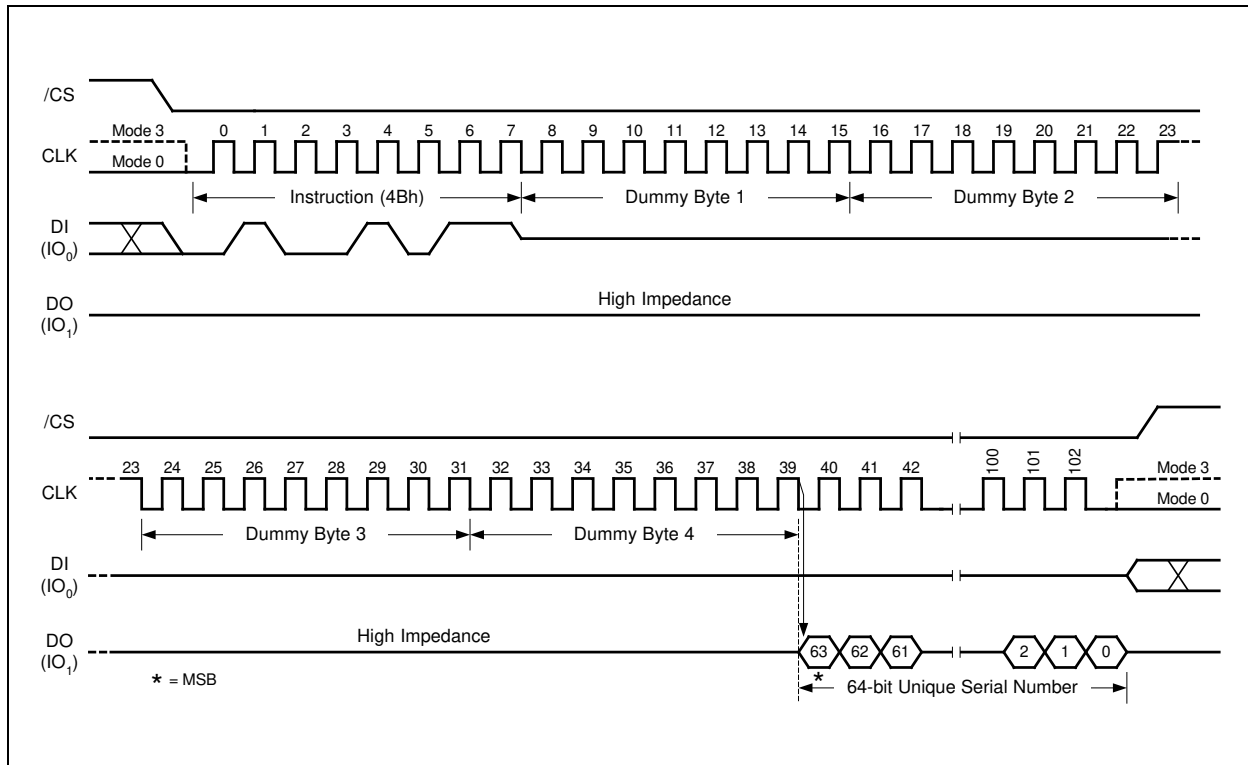 /CS
Mode 3 0 1 2 3 4 5 6 7 8 9 10 11 12 13 14 15 16 17 18 19 20 21 22 23
CLK
Mode 0
Instruction (4Bh) Dummy Byte 1 Dummy Byte 2
DI
(IO0)
High Impedance
DO
(IO1)
/CS
23 24 25 26 27 28 29 30 31 32 33 34 35 36 37 38 39 40 41 42 100 101 102 Mode 3
CLK
Mode 0
Dummy Byte 3 Dummy Byte 4
DI
(IO0)
High Impedance
DO
(IO1)
63 62 61 2 1 0
* = MSB * 64-bit Unique Serial Number